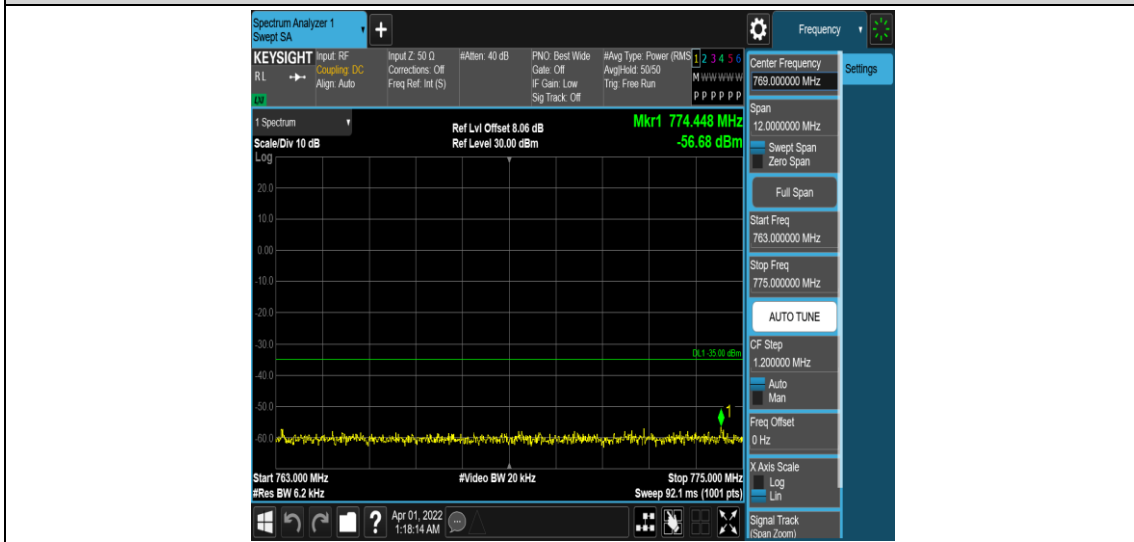 Spectrum Analyzer 1
Swept SA
Frequency
KEYSIGHT
RL
Input: RF
Coupling: DC
Align: Auto
Input Z: 50 Ω
Corrections: Off
Freq Ref: Int (S)
#Atten: 40 dB
PNO: Best Wide
Gate: Off
IF Gain: Low
Sig Track: Off
#Avg Type: Power (RMS
Avg|Hold: 50/50
Trig: Free Run
1 2 3 4 5 6
M W W W W W
P P P P P P
1 Spectrum
Scale/Div 10 dB
Log
Ref Lvl Offset 8.06 dB
Ref Level 30.00 dBm
Mkr1 774.448 MHz
-56.68 dBm
20.0
10.0
0.00
-10.0
-20.0
-30.0
DL1 -35.00 dBm
-40.0
-50.0
1
-60.0
Start 763.000 MHz
#Res BW 6.2 kHz
#Video BW 20 kHz
Stop 775.000 MHz
Sweep 92.1 ms (1001 pts)
Apr 01, 2022
1:18:14 AM
Center Frequency
769.000000 MHz
Settings
Span
12.0000000 MHz
Swept Span
Zero Span
Full Span
Start Freq
763.000000 MHz
Stop Freq
775.000000 MHz
AUTO TUNE
CF Step
1.200000 MHz
Auto
Man
Freq Offset
0 Hz
X Axis Scale
Log
Lin
Signal Track
(Span Zoom)